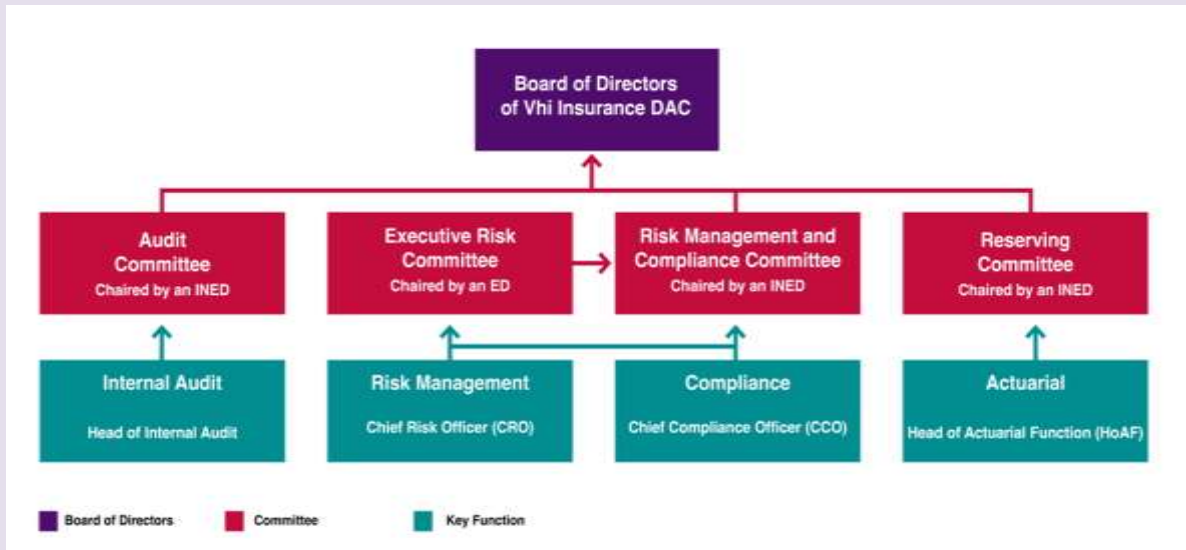 Board of Directors
of Vhi Insurance DAC
Audit
Committee
Chaired by an INED
Executive Risk
Committee
Chaired by an ED
Risk Management and
Compliance Committee
Chaired by an INED
Reserving
Committee
Chaired by an INED
Internal Audit
Head of Internal Audit
Risk Management
Chief Risk Officer (CRO)
Compliance
Chief Compliance Officer (CCO)
Actuarial
Head of Actuarial Function (HoAF)
Board of Directors
Committee
Key Function